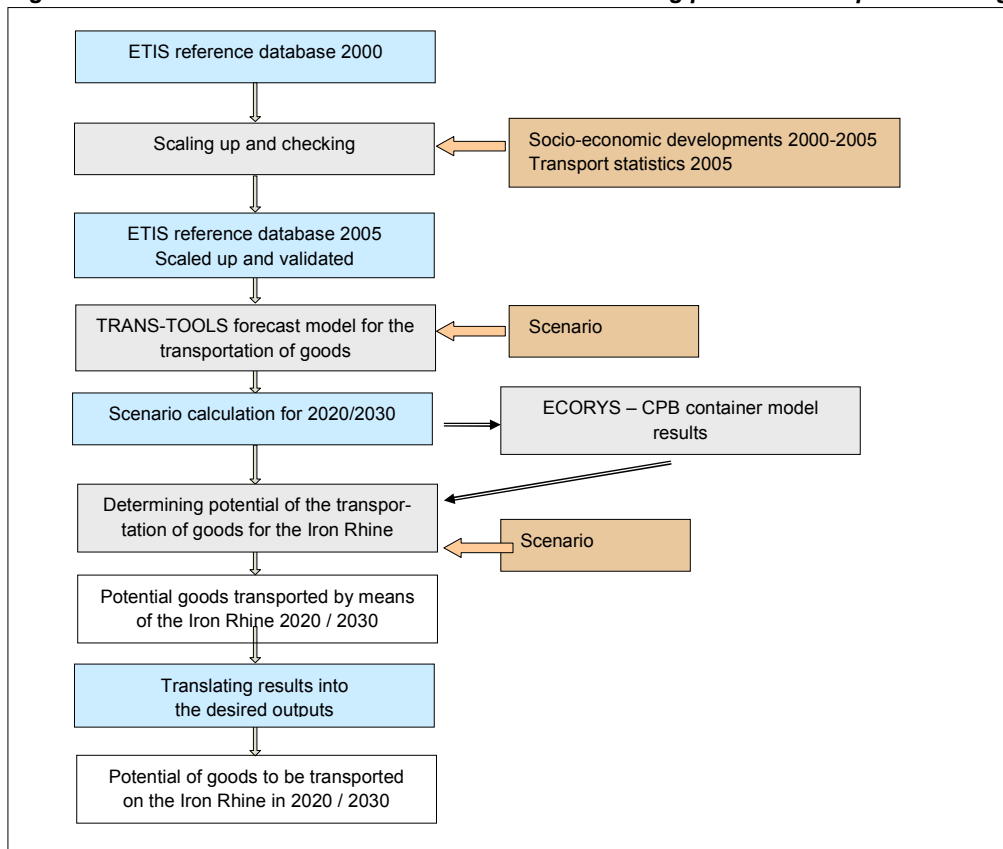 ETIS reference database 2000
Scaling up and checking
Socio-economic developments 2000-2005
Transport statistics 2005
ETIS reference database 2005
Scaled up and validated
TRANS-TOOLS forecast model for the
transportation of goods
Scenario
Scenario calculation for 2020/2030
ECORYS – CPB container model
results
Determining potential of the transpor-
tation of goods for the Iron Rhine
Scenario
Potential goods transported by means
of the Iron Rhine 2020 / 2030
Translating results into
the desired outputs
Potential of goods to be transported
on the Iron Rhine in 2020 / 2030